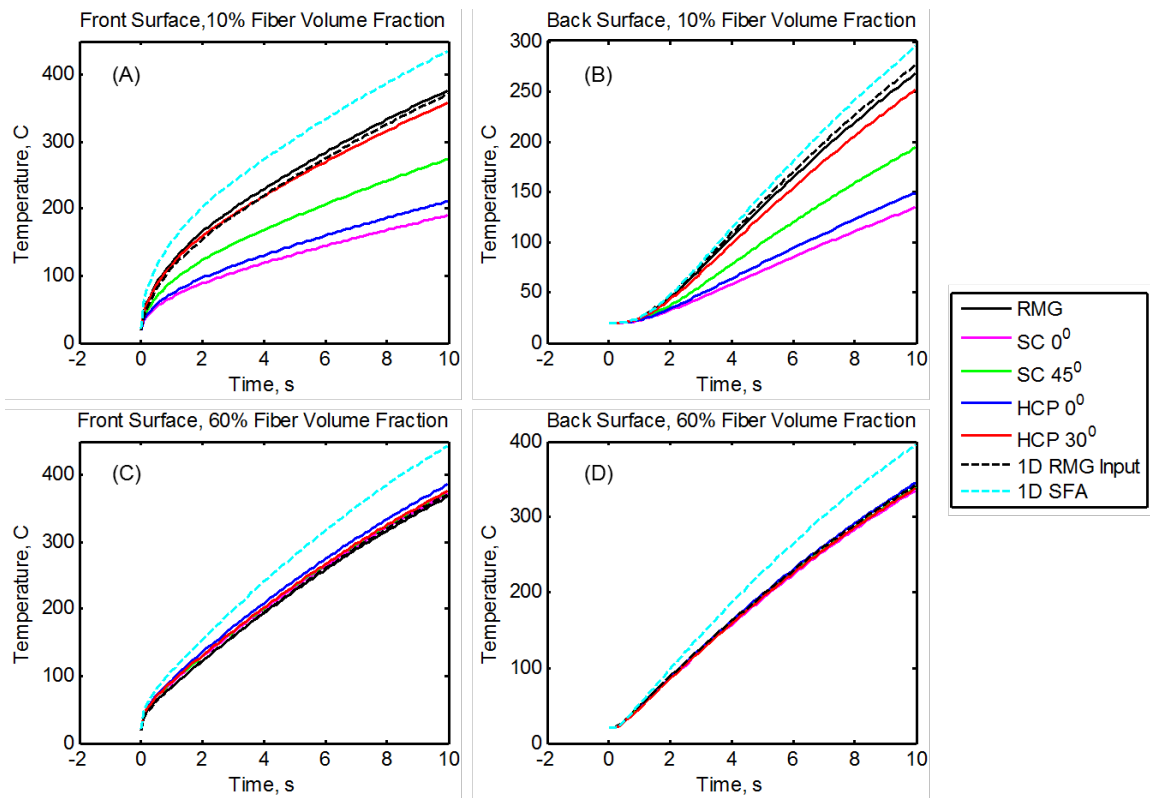 Front Surface,10% Fiber Volume Fraction
(A)
Temperature, C
400
300
200
100
0
-2 0 2 4 6 8 10
Time, s
Back Surface, 10% Fiber Volume Fraction
(B)
Temperature, C
300
250
200
150
100
50
0
-2 0 2 4 6 8 10
Time, s
Front Surface, 60% Fiber Volume Fraction
(C)
Temperature, C
400
300
200
100
0
-2 0 2 4 6 8 10
Time, s
Back Surface, 60% Fiber Volume Fraction
(D)
Temperature, C
400
300
200
100
0
-2 0 2 4 6 8 10
Time, s
RMG
SC 0⁰
SC 45⁰
HCP 0⁰
HCP 30⁰
1D RMG Input
1D SFA